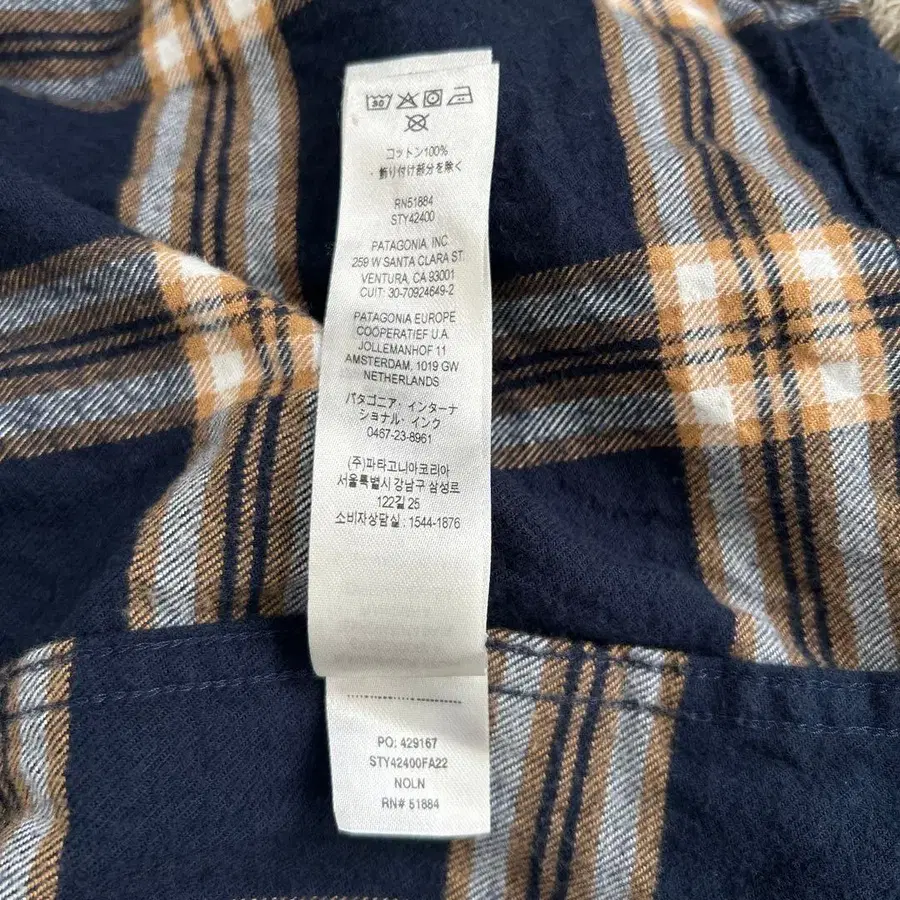 30
コットン100%
・飾り付け部分を除く
RN51884
STY42400
PATAGONIA, INC.
259 W SANTA CLARA ST.
VENTURA, CA 93001
CUIT: 30-70924649-2
PATAGONIA EUROPE
COÖPERATIEF U.A.
JOLLEMANHOF 11
AMSTERDAM, 1019 GW
NETHERLANDS
パタゴニア・インターナ
ショナル・インク
0467-23-8961
(주)파타고니아코리아
서울특별시 강남구 삼성로
122길 25
소비자상담실 : 1544-1876
PO: 429167
STY42400FA22
NOLN
RN# 51884